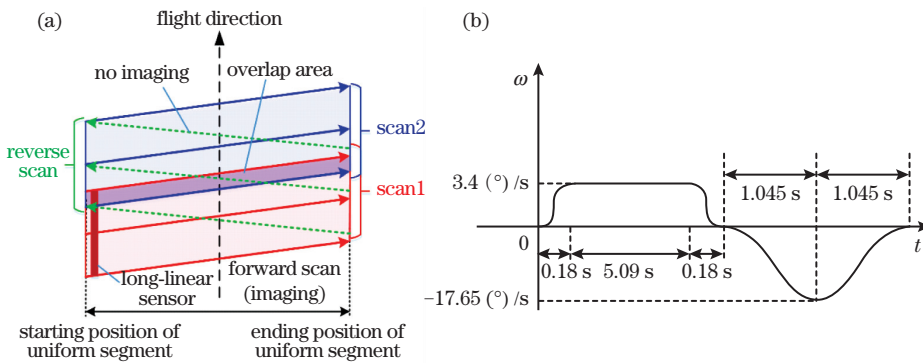 (a)
flight direction
no imaging
overlap area
scan2
reverse
scan
scan1
long-linear
sensor
forward scan
(imaging)
starting position of
uniform segment
ending position of
uniform segment
(b)
ω
3.4 (°) /s
1.045 s
1.045 s
0
t
0.18 s
5.09 s
0.18 s
−17.65 (°) /s